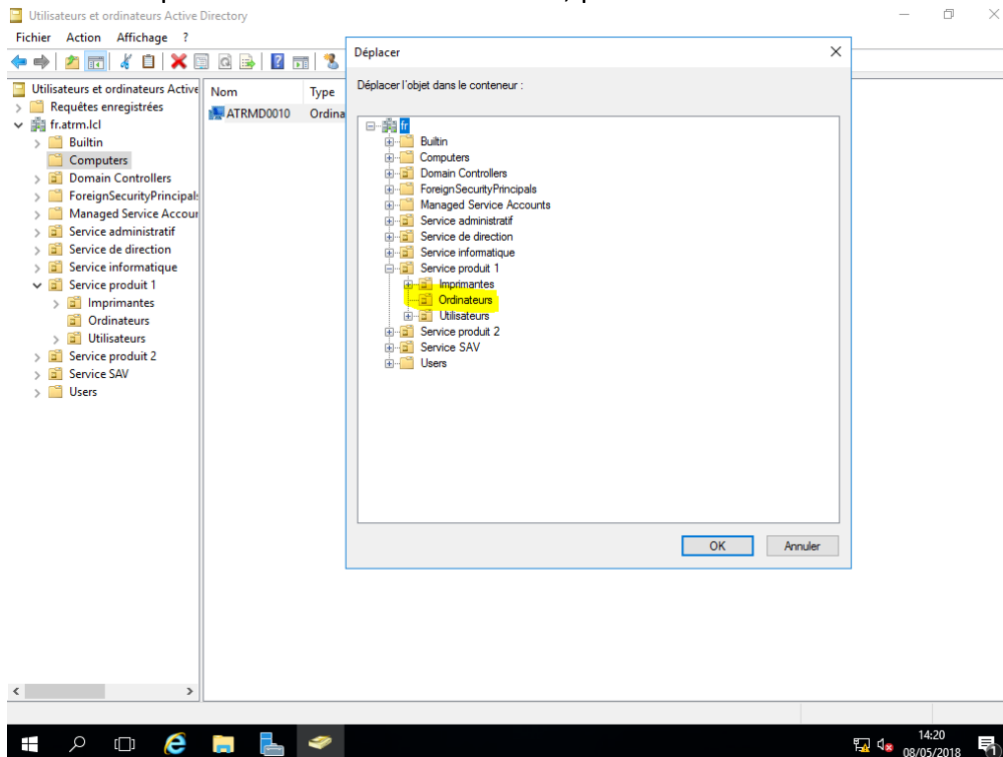 Utilisateurs et ordinateurs Active Directory
Fichier Action Affichage ?
Utilisateurs et ordinateurs Active
Requêtes enregistrées
fr.atrm.lcl
Builtin
Computers
Domain Controllers
ForeignSecurityPrincipal
Managed Service Accour
Service administratif
Service de direction
Service informatique
Service produit 1
Imprimantes
Ordinateurs
Utilisateurs
Service produit 2
Service SAV
Users
Nom Type
ATRMD0010 Ordina
Déplacer
Déplacer l'objet dans le conteneur :
fr
Builtin
Computers
Domain Controllers
ForeignSecurityPrincipals
Managed Service Accounts
Service administratif
Service de direction
Service informatique
Service produit 1
Imprimantes
Ordinateurs
Utilisateurs
Service produit 2
Service SAV
Users
OK Annuler
14:20
08/05/2018
1